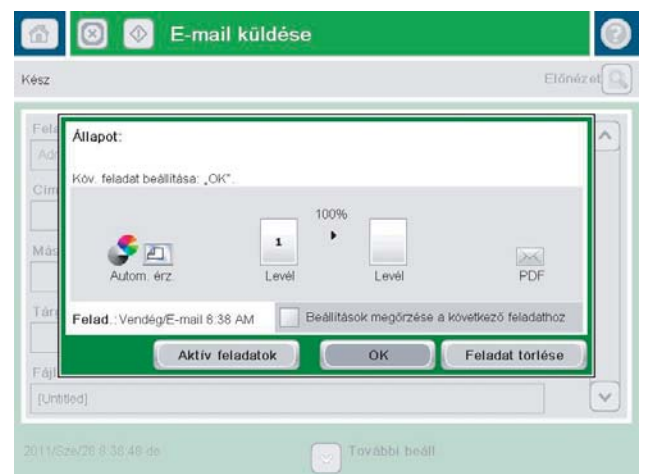 E-mail küldése
Kész
Előnézet
Állapot:
Köv. feladat beállítása: „OK".
100%
1
Autom. érz.
Levél
Levél
PDF
Felad.: Vendég/E-mail 8:38 AM
Beállítások megőrzése a következő feladathoz
Aktív feladatok
OK
Feladat törlése
Fájl
[Untitled]
2011/Sze/26 8:38:48 de
További beáll